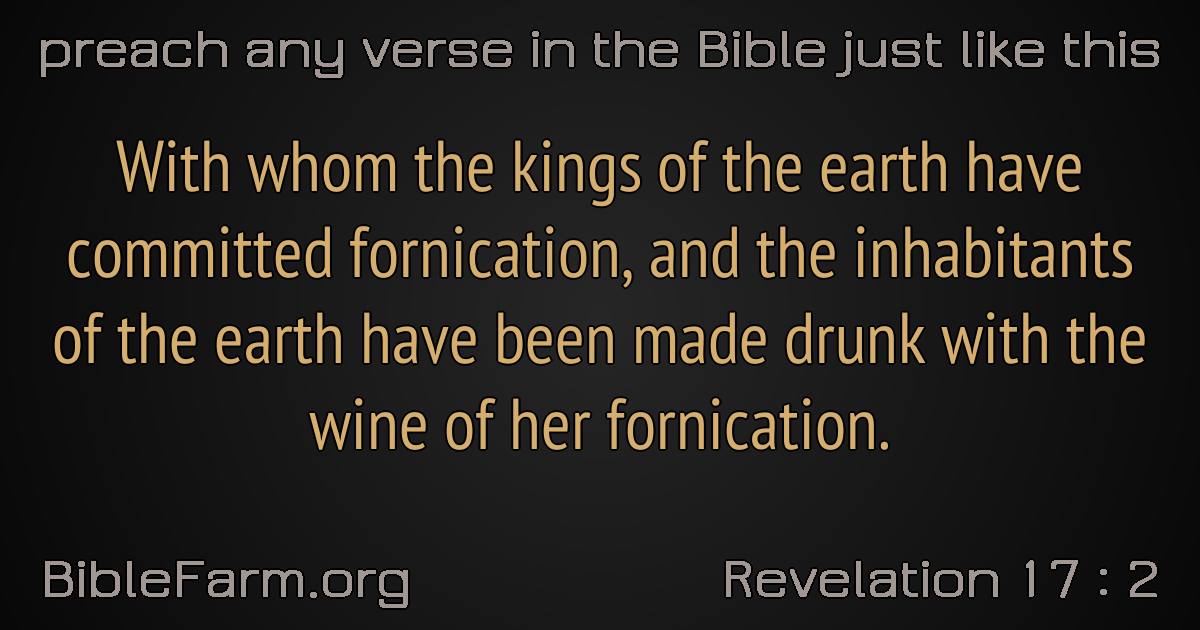 preach any verse in the Bible just like this
With whom the kings of the earth have
committed fornication, and the inhabitants
of the earth have been made drunk with the
wine of her fornication.
BibleFarm.org
Revelation 17 : 2